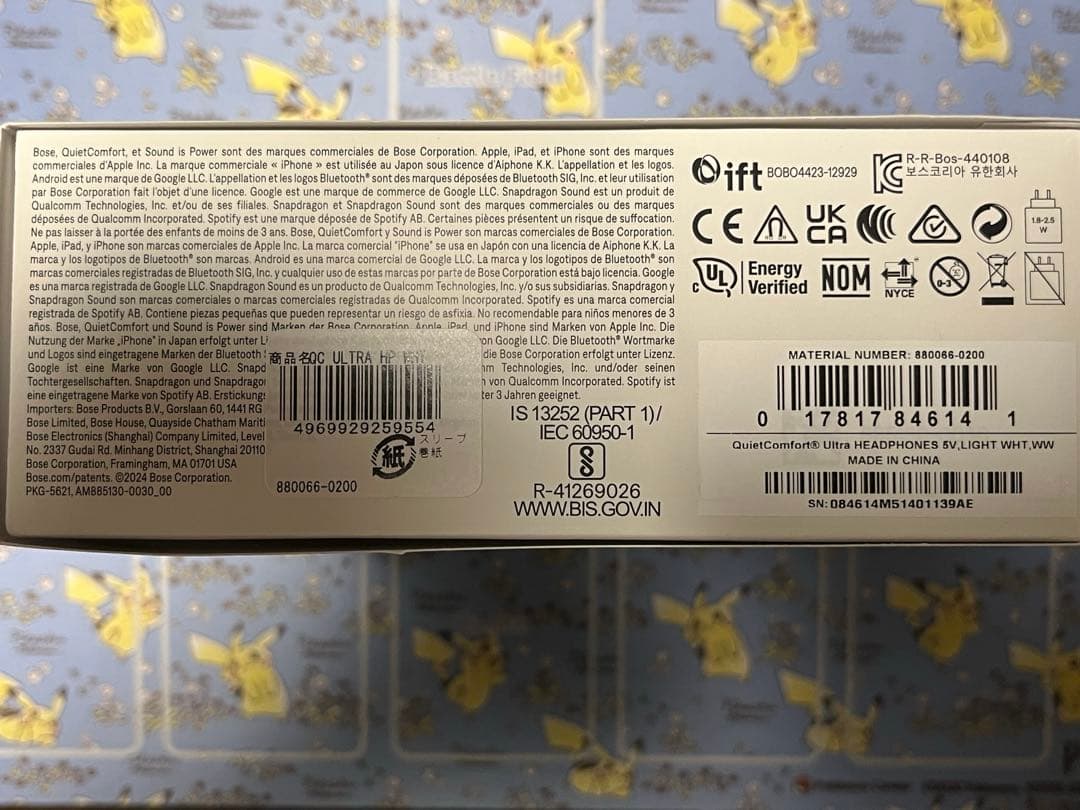 Bose, QuietComfort, et Sound is Power sont des marques commerciales de Bose Corporation. Apple, iPad, et iPhone sont des marques
commerciales d'Apple Inc. La marque commerciale « iPhone » est utilisée au Japon sous licence d'Aiphone K.K. L'appellation et les logos.
Android est une marque de Google LLC. L'appellation et les logos Bluetooth® sont des marques déposées de Bluetooth SIG, Inc. et leur utilisation
par Bose Corporation fait l'objet d'une licence. Google est une marque de commerce de Google LLC. Snapdragon Sound est un produit de
Qualcomm Technologies, Inc. et/ou de ses filiales. Snapdragon et Snapdragon Sound sont des marques commerciales ou des marques
déposées de Qualcomm Incorporated. Spotify est une marque déposée de Spotify AB. Certaines pièces présentent un risque de suffocation.
Ne pas laisser à la portée des enfants de moins de 3 ans. Bose, QuietComfort y Sound is Power son marcas comerciales de Bose Corporation.
Apple, iPad, y iPhone son marcas comerciales de Apple Inc. La marca comercial "iPhone" se usa en Japón con una licencia de Aiphone K.K. La
marca y los logotipos de Bluetooth® son marcas. Android es una marca comercial de Google LLC. La marca y los logotipos de Bluetooth® son
marcas comerciales registradas de Bluetooth SIG, Inc. y cualquier uso de estas marcas por parte de Bose Corporation está bajo licencia. Google
es una marca registrada de Google LLC. Snapdragon Sound es un producto de Qualcomm Technologies, Inc. y/o sus subsidiarias. Snapdragon y
Snapdragon Sound son marcas comerciales o marcas comerciales registradas de Qualcomm Incorporated. Spotify es una marca comercial
registrada de Spotify AB. Contiene piezas pequeñas que pueden representar un riesgo de asfixia. No recomendable para niños menores de 3
años. Bose, QuietComfort und Sound is Power sind Marken der Bose Corporation. Apple, iPad, und iPhone sind Marken von Apple Inc. Die
Nutzung der Marke „iPhone" in Japan erfolgt unter on Google LLC. Die Bluetooth® Wortmarke
und Logos sind eingetragene Marken der Bluetooth die Bose Corporation erfolgt unter Lizenz.
Google ist eine Marke von Google LLC. Snapd m Technologies, Inc. und/oder seinen
Tochtergesellschaften. Snapdragon und Snapdragon von Qualcomm Incorporated. Spotify ist
eine eingetragene Marke von Spotify AB. Erstickung ter 3 Jahren geeignet.
Importers: Bose Products B.V., Gorslaan 60, 1441 RG
Bose Limited, Bose House, Quayside Chatham Mariti
Bose Electronics (Shanghai) Company Limited, Level
No. 2337 Gudai Rd. Minhang District, Shanghai 20110
Bose Corporation, Framingham, MA 01701 USA
Bose.com/patents. ©2024 Bose Corporation.
PKG-5621, AM885130-0030_00
商品名QC ULTRA HP WHT
4969929259554
紙
スリーブ
巻紙
880066-0200
IS 13252 (PART 1)/
IEC 60950-1
R-41269026
WWW.BIS.GOV.IN
ift BOBO4423-12929
R-R-Bos-440108
보스코리아 유한회사
CE UK CA
1.8-2.5
W
c UL Energy Verified
NOM
NYCE
0-3
MATERIAL NUMBER: 880066-0200
0 17817 84614 1
QuietComfort® Ultra HEADPHONES 5V,LIGHT WHT,WW
MADE IN CHINA
SN: 084614M51401139AE